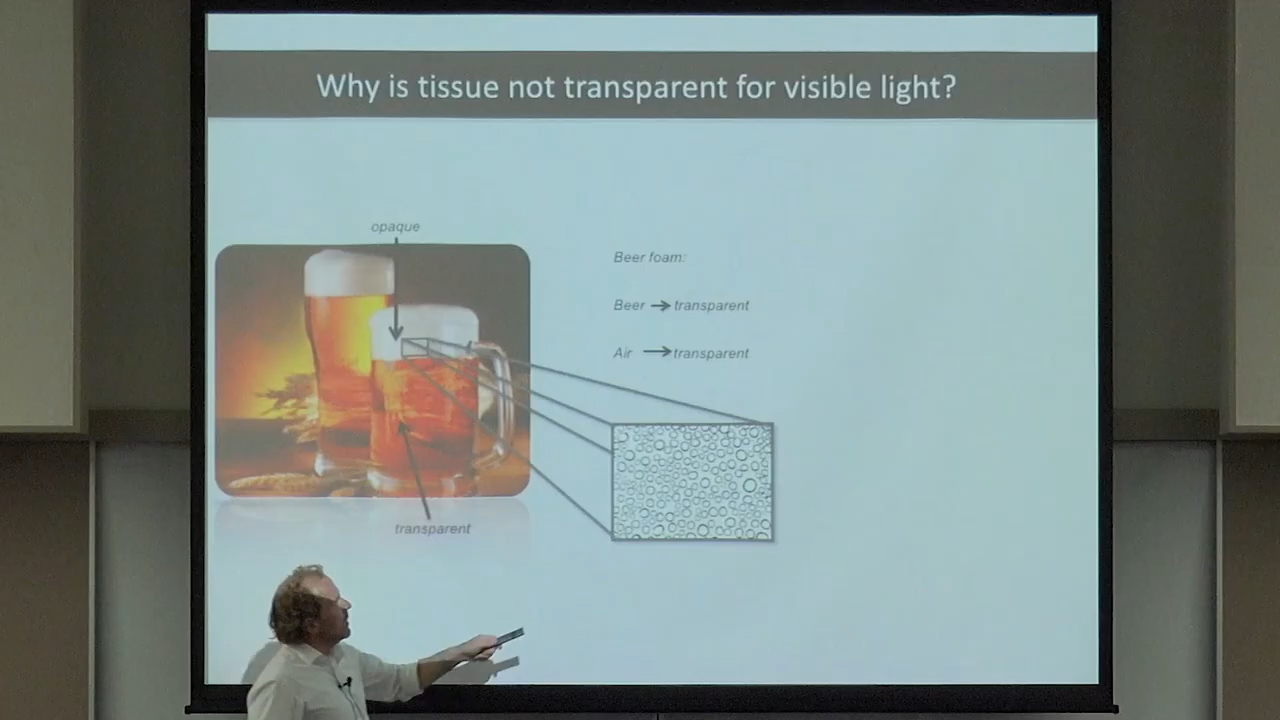 Why is tissue not transparent for visible light?
opaque
Beer foam:
Beer → transparent
Air → transparent
transparent